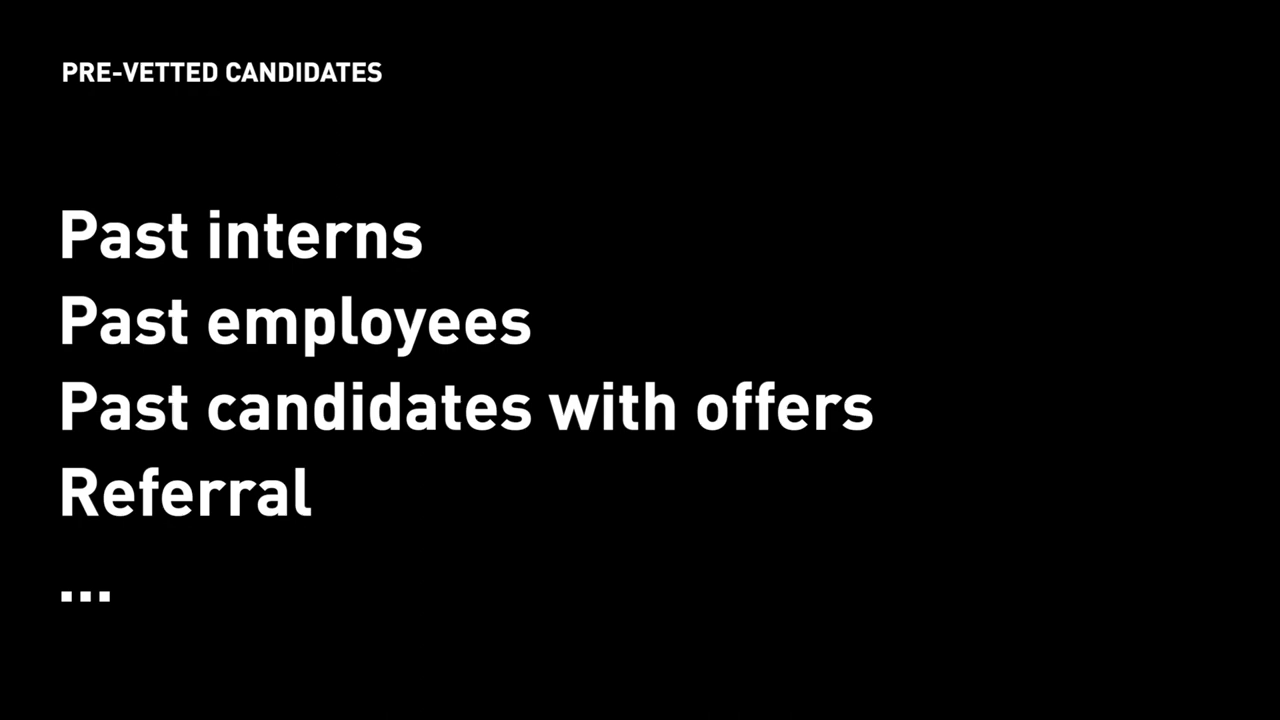 PRE-VETTED CANDIDATES
Past interns
Past employees
Past candidates with offers
Referral
...